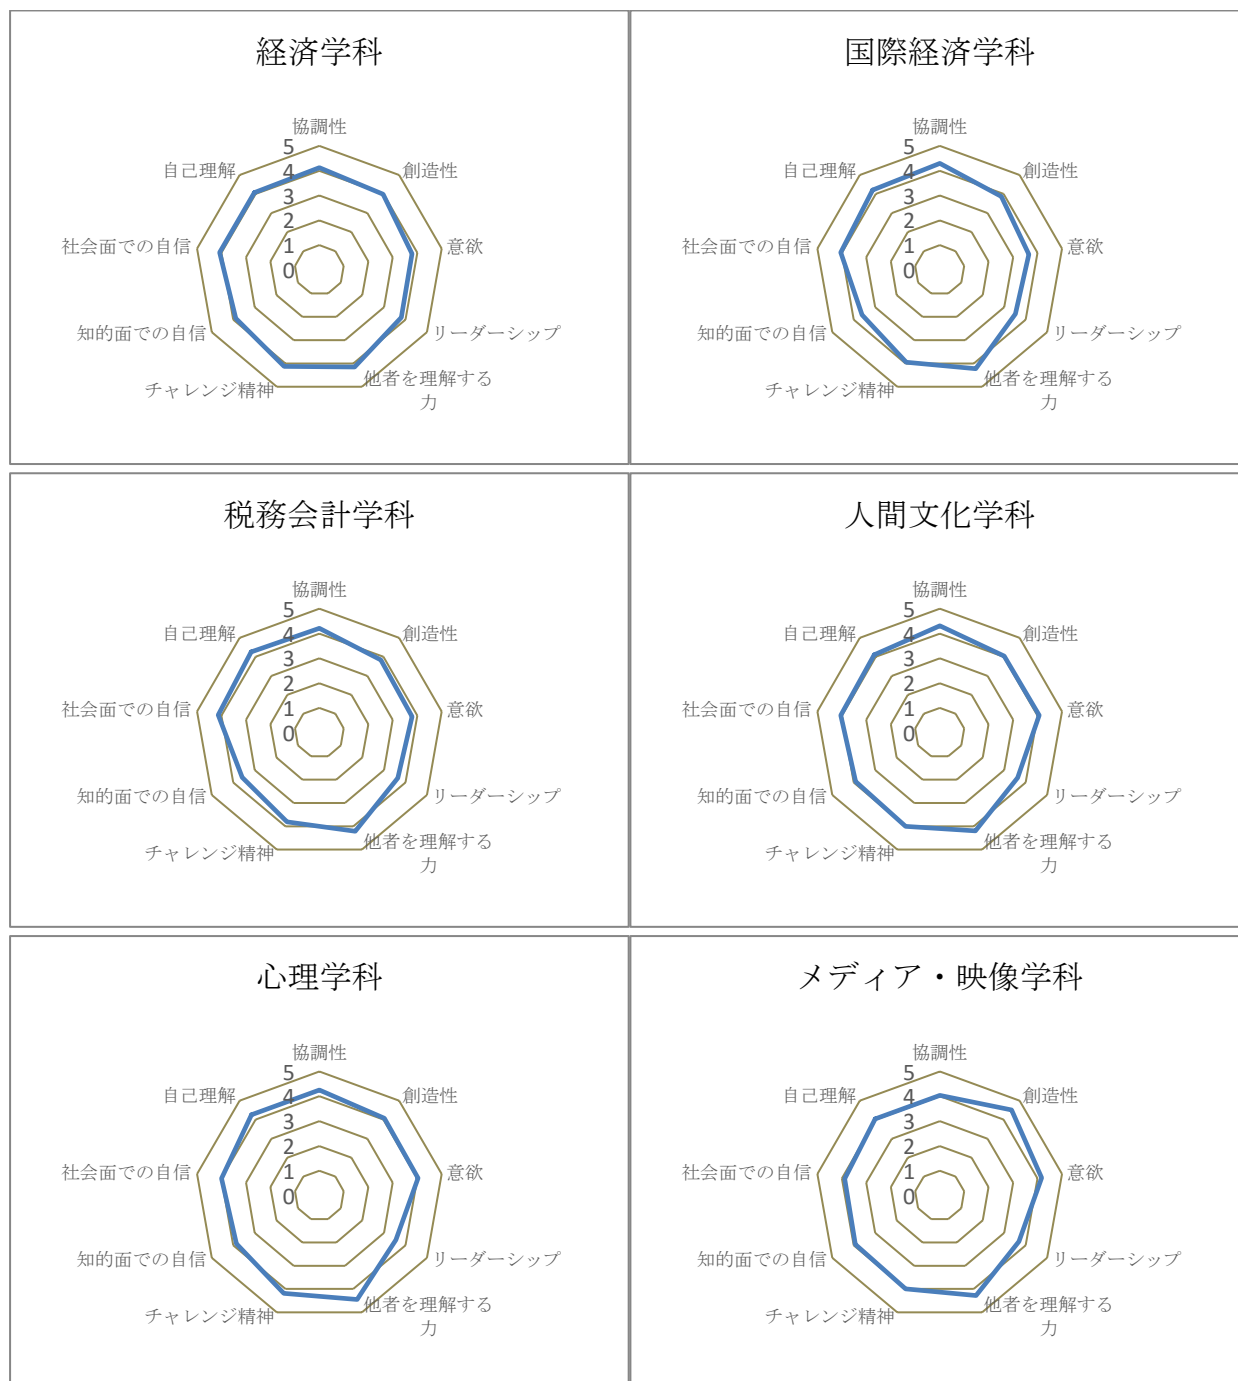 経済学科
協調性
創造性
意欲
リーダーシップ
他者を理解する
力
チャレンジ精神
知的面での自信
社会面での自信
自己理解
5
4
3
2
1
0
国際経済学科
協調性
創造性
意欲
リーダーシップ
他者を理解する
力
チャレンジ精神
知的面での自信
社会面での自信
自己理解
5
4
3
2
1
0
税務会計学科
協調性
創造性
意欲
リーダーシップ
他者を理解する
力
チャレンジ精神
知的面での自信
社会面での自信
自己理解
5
4
3
2
1
0
人間文化学科
協調性
創造性
意欲
リーダーシップ
他者を理解する
力
チャレンジ精神
知的面での自信
社会面での自信
自己理解
5
4
3
2
1
0
心理学科
協調性
創造性
意欲
リーダーシップ
他者を理解する
力
チャレンジ精神
知的面での自信
社会面での自信
自己理解
5
4
3
2
1
0
メディア・映像学科
協調性
創造性
意欲
リーダーシップ
他者を理解する
力
チャレンジ精神
知的面での自信
社会面での自信
自己理解
5
4
3
2
1
0